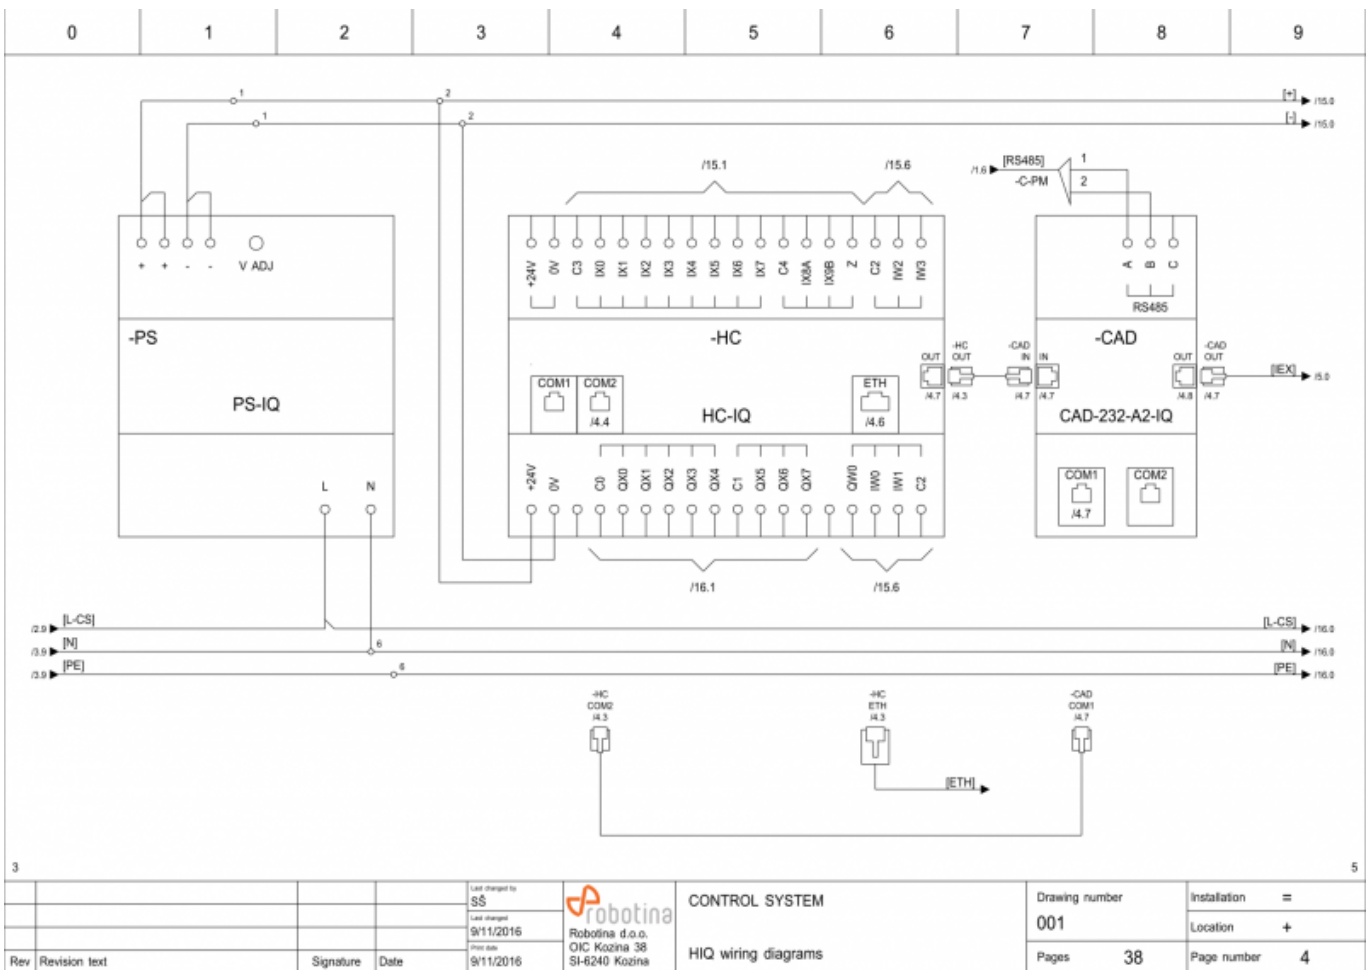 0 1 2 3 4 5 6 7 8 9
1 2 [+] /15.0
1 2 [-] /15.0
/15.1 /15.6
/1.6 [RS485] 1
-C-PM 2
+ + - - V ADJ
+24V 0V C3 IX0 IX1 IX2 IX3 IX4 IX5 IX6 IX7 C4 IX8A IX9B Z C2 IW2 IW3
A B C
RS485
-PS
-HC
-CAD
PS-IQ
HC-IQ
CAD-232-A2-IQ
COM1 COM2
/4.4
ETH
/4.6
OUT
/4.7
-HC
OUT
/4.3
-CAD
IN
/4.7
IN
/4.7
OUT
/4.8
-CAD
OUT
/4.7
[IEX] /5.0
L N
+24V 0V C0 QX0 QX1 QX2 QX3 QX4 C1 QX5 QX6 QX7 QW0 IW0 IW1 C2
COM1
/4.7
COM2
/16.1 /15.6
/2.9 [L-CS] [L-CS] /16.0
/3.9 [N] 6 [N] /16.0
/3.9 [PE] 6 [PE] /16.0
-HC
COM2
/4.3
-HC
ETH
/4.3
-CAD
COM1
/4.7
[ETH]
3 5
Last changed by
SŠ
Last changed
9/11/2016
Print date
9/11/2016
Rev Revision text Signature Date
robotina
Robotina d.o.o.
OIC Kozina 38
SI-6240 Kozina
CONTROL SYSTEM
HIQ wiring diagrams
Drawing number
001
Pages 38
Installation =
Location +
Page number 4